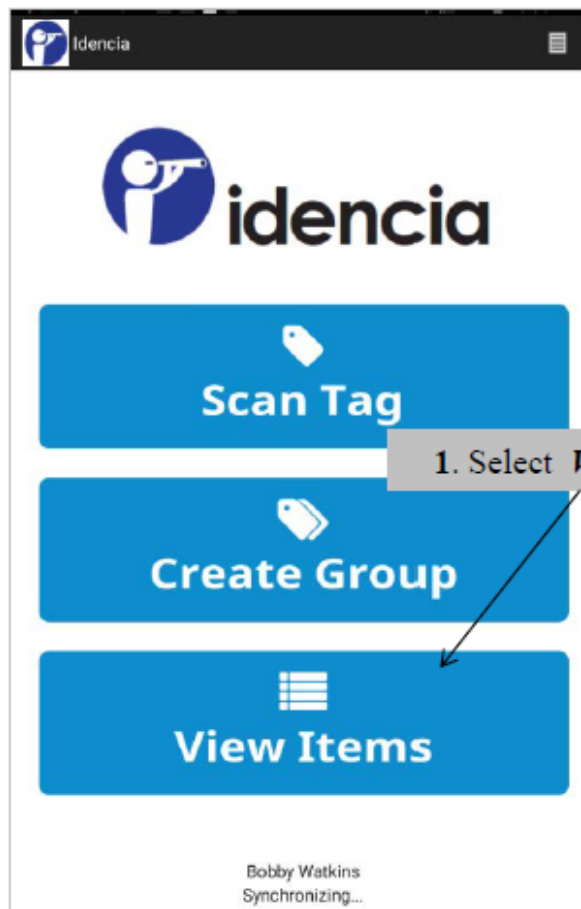 Idencia
idencia
Scan Tag
1. Select
Create Group
View Items
Bobby Watkins
Synchronizing...